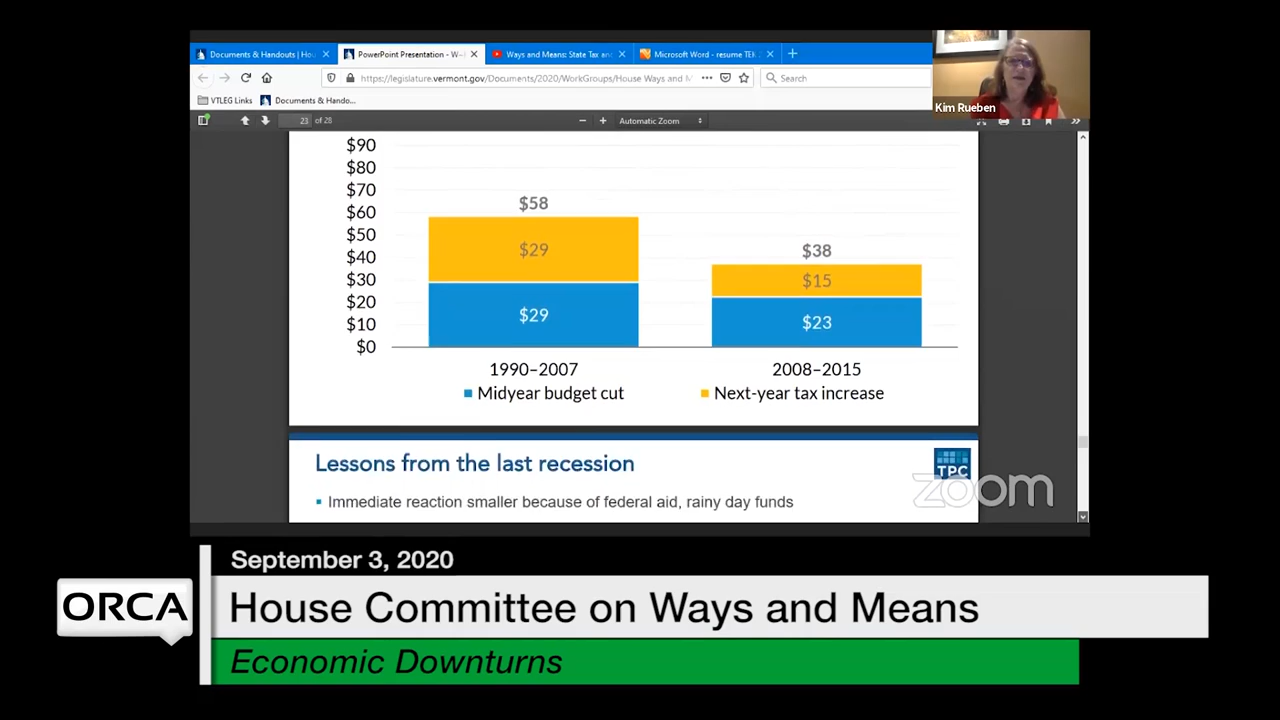 Documents & Handouts | Hou
PowerPoint Presentation - W-
Ways and Means: State Tax an
Microsoft Word - resume TEK
https://legislature.vermont.gov/Documents/2020/WorkGroups/House Ways and M
Search
VTLEG Links
Documents & Hando...
23 of 28
Automatic Zoom
Kim Rueben
$90
$80
$70
$60
$50
$40
$30
$20
$10
$0
$58
$29
$29
$38
$15
$23
1990–2007
2008–2015
Midyear budget cut
Next-year tax increase
Lessons from the last recession
TPC
Immediate reaction smaller because of federal aid, rainy day funds
zoom
September 3, 2020
ORCA
House Committee on Ways and Means
Economic Downturns